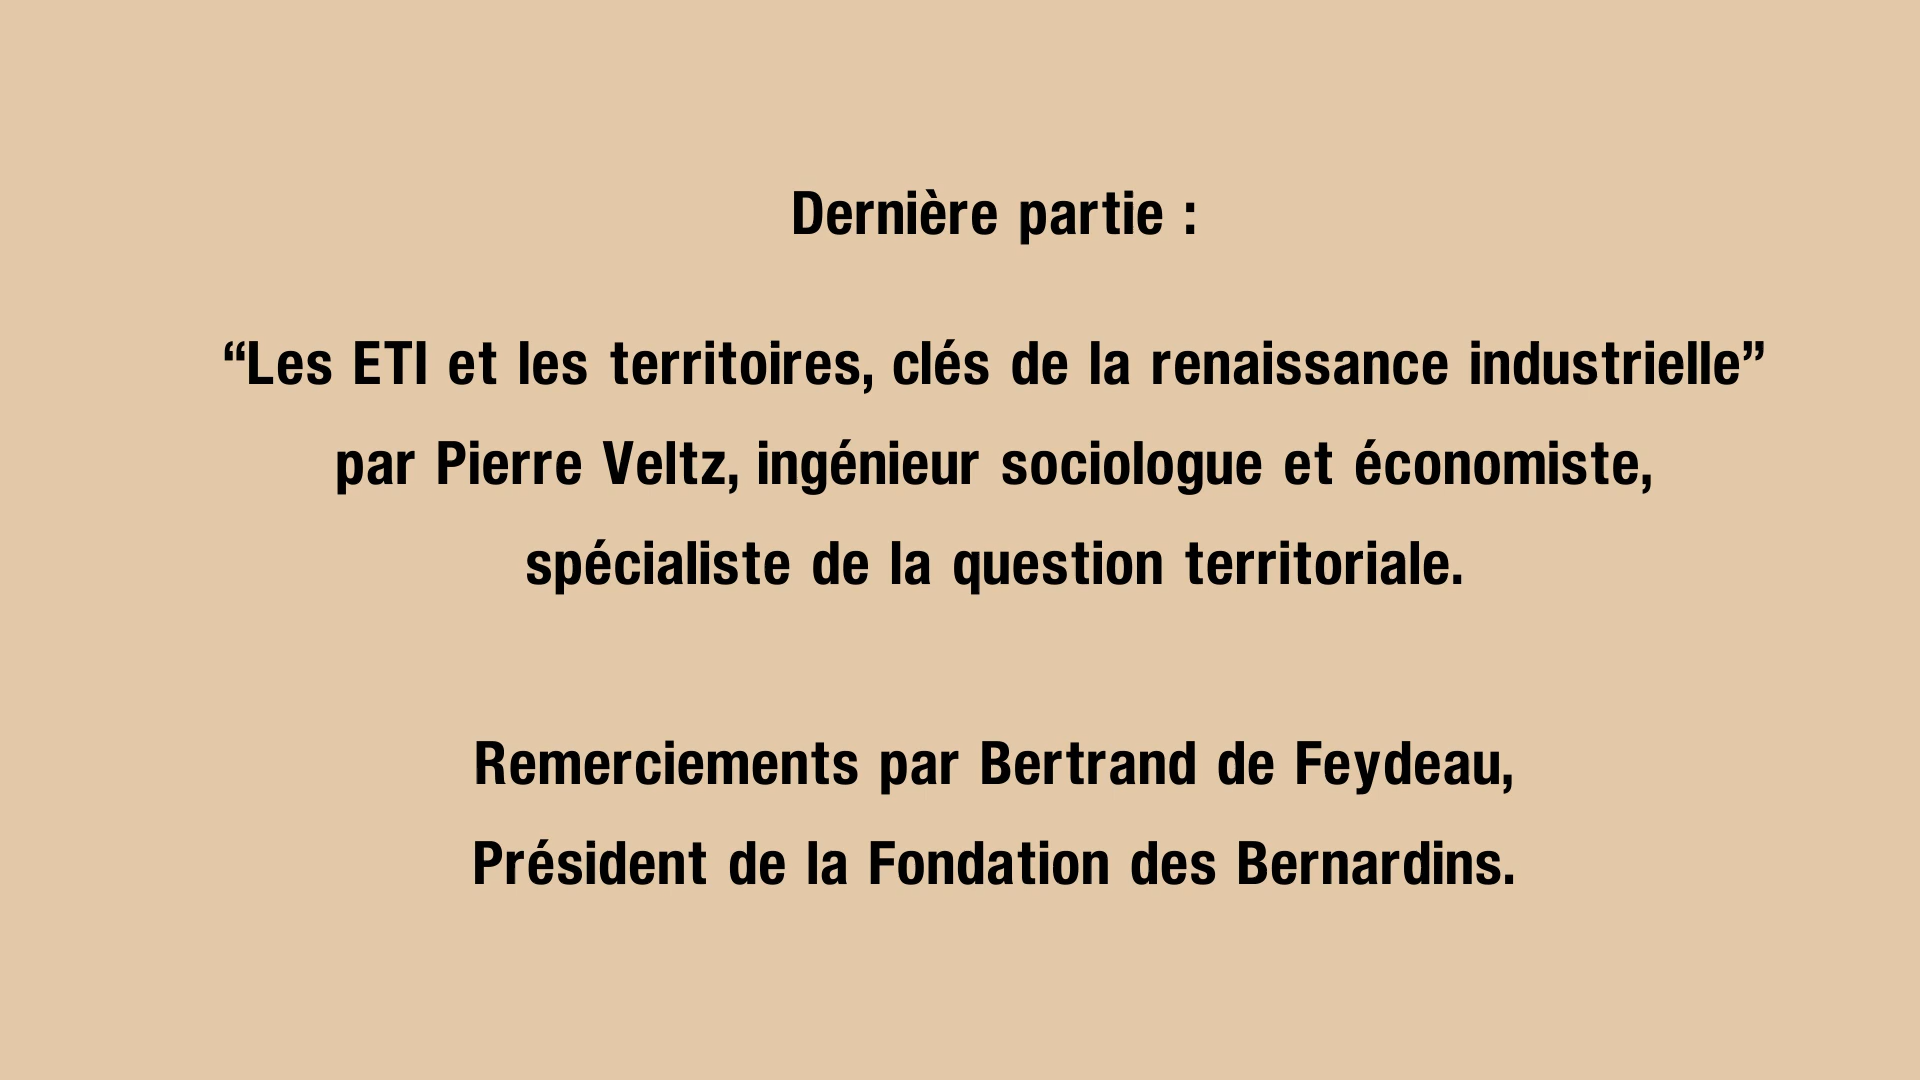 Dernière partie :
“Les ETI et les territoires, clés de la renaissance industrielle”
par Pierre Veltz, ingénieur sociologue et économiste,
spécialiste de la question territoriale.
Remerciements par Bertrand de Feydeau,
Président de la Fondation des Bernardins.